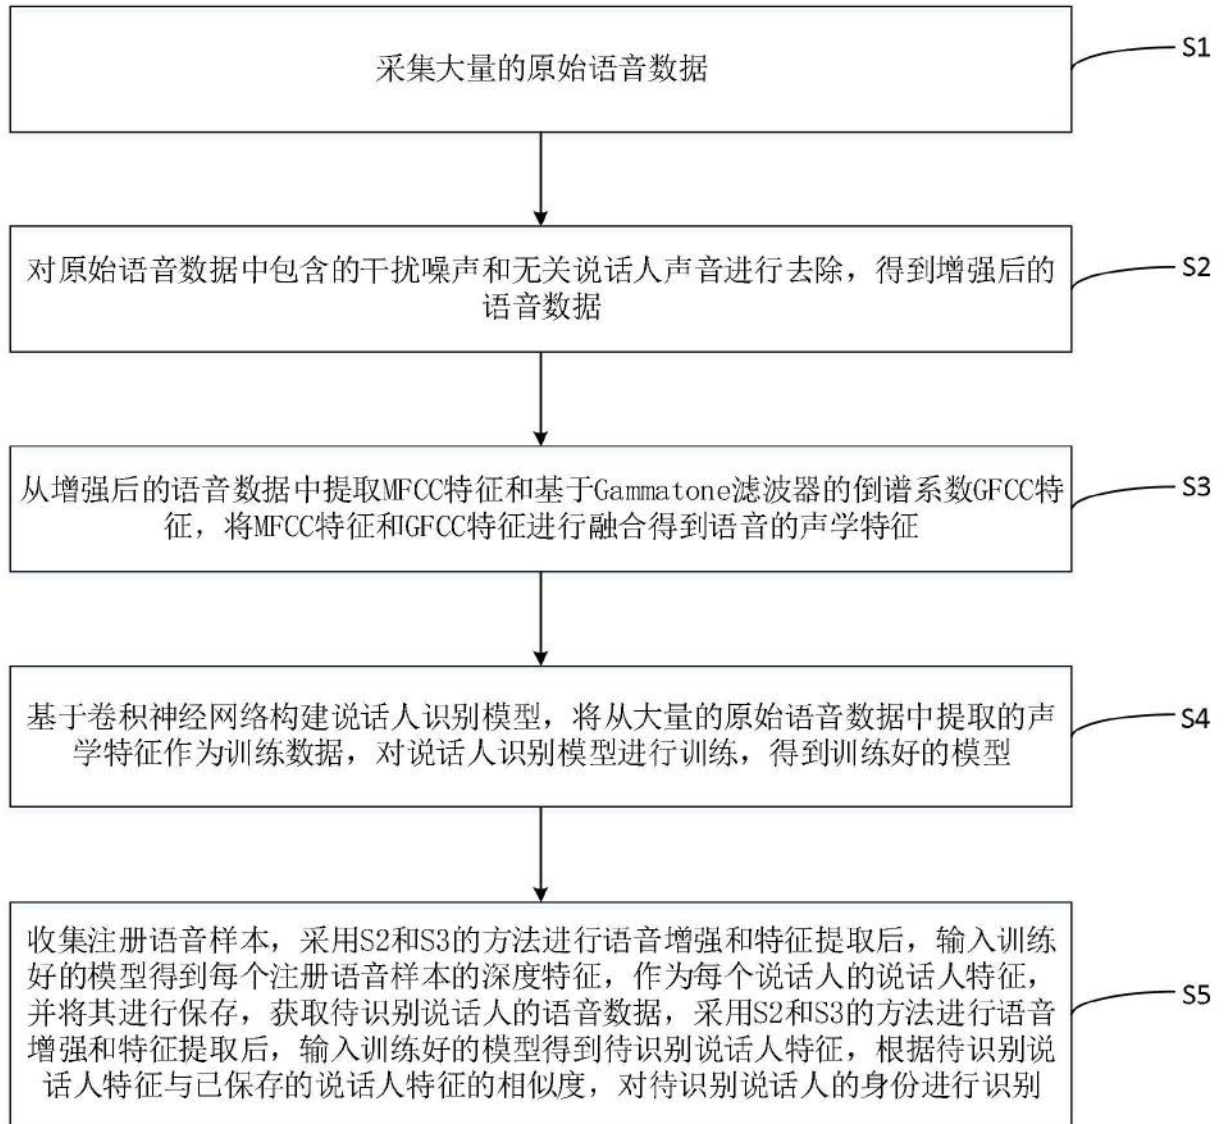 采集大量的原始语音数据
S1
对原始语音数据中包含的干扰噪声和无关说话人声音进行去除，得到增强后的
语音数据
S2
从增强后的语音数据中提取MFCC特征和基于Gammatone滤波器的倒谱系数GFCC特
征，将MFCC特征和GFCC特征进行融合得到语音的声学特征
S3
基于卷积神经网络构建说话人识别模型，将从大量的原始语音数据中提取的声
学特征作为训练数据，对说话人识别模型进行训练，得到训练好的模型
S4
收集注册语音样本，采用S2和S3的方法进行语音增强和特征提取后，输入训练
好的模型得到每个注册语音样本的深度特征，作为每个说话人的说话人特征，
并将其进行保存，获取待识别说话人的语音数据，采用S2和S3的方法进行语音
增强和特征提取后，输入训练好的模型得到待识别说话人特征，根据待识别说
话人特征与已保存的说话人特征的相似度，对待识别说话人的身份进行识别
S5